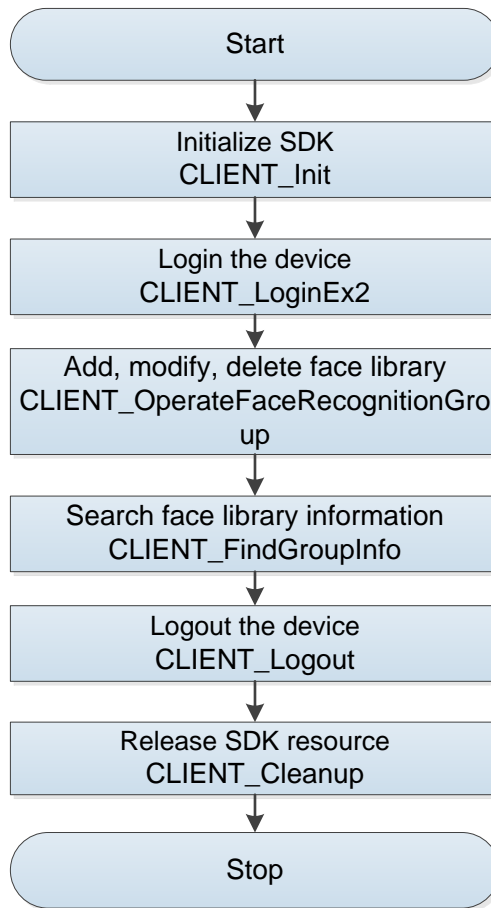 Start
Initialize SDK
CLIENT_Init
Login the device
CLIENT_LoginEx2
Add, modify, delete face library
CLIENT_OperateFaceRecognitionGro
up
Search face library information
CLIENT_FindGroupInfo
Logout the device
CLIENT_Logout
Release SDK resource
CLIENT_Cleanup
Stop